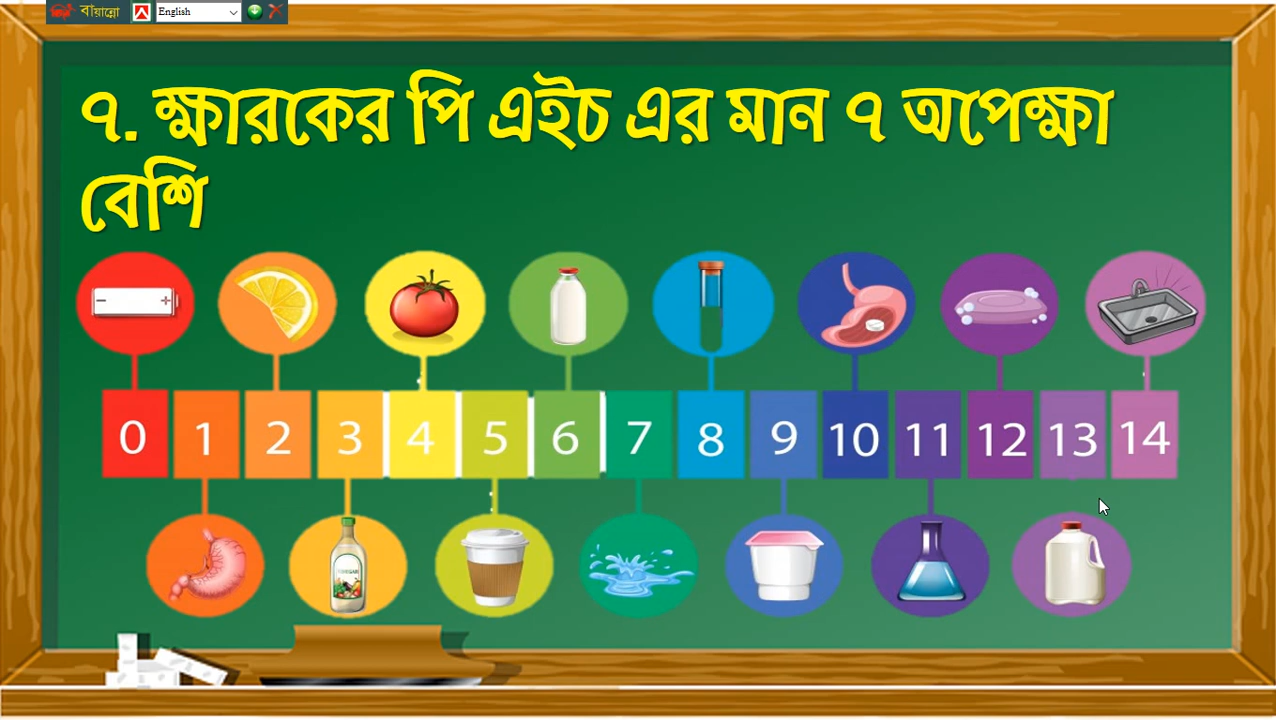 বায়ান্নো English
৭. ক্ষারকের পি এইচ এর মান ৭ অপেক্ষা
বেশি
0 1 2 3 4 5 6 7 8 9 10 11 12 13 14
VINEGAR